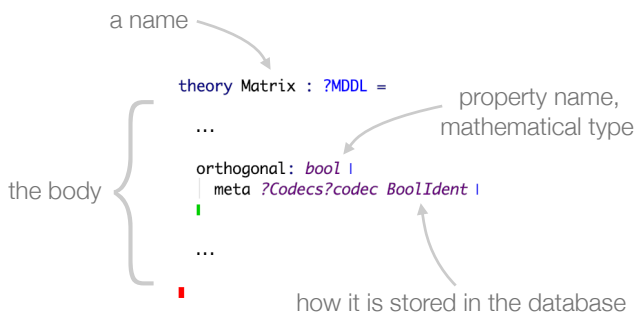 a name
theory Matrix : ?MDDL =
property name,
mathematical type
...
orthogonal: bool
the body
meta ?Codecs?codec BoolIdent
...
how it is stored in the database